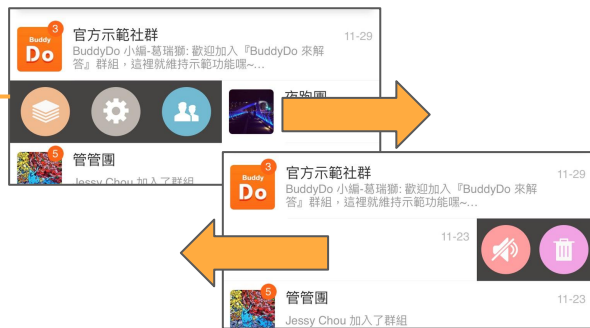 3
Buddy
Do
官方示範社群
11-29
BuddyDo 小編-葛瑞獅: 歡迎加入『BuddyDo 來解
答』群組，這裡就維持示範功能嘿~…
夜跑團
5
管管團
Jessy Chou 加入了群組
3
Buddy
Do
官方示範社群
11-29
BuddyDo 小編-葛瑞獅: 歡迎加入『BuddyDo 來解
答』群組，這裡就維持示範功能嘿~…
11-23
5
管管團
11-23
Jessy Chou 加入了群組